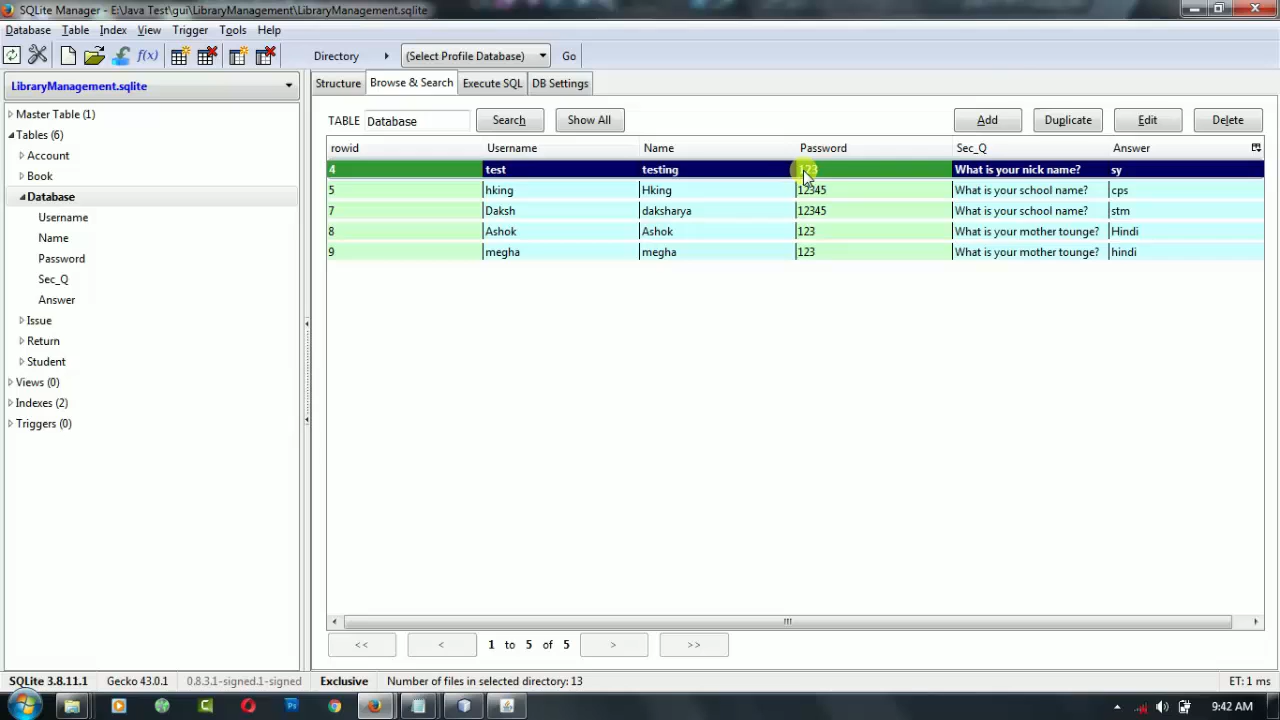 SQLite Manager - E:\Java Test\gui\LibraryManagement\LibraryManagement.sqlite
Database Table Index View Trigger Tools Help
f(x) Directory (Select Profile Database) Go
LibraryManagement.sqlite
Master Table (1)
Tables (6)
Account
Book
Database
Username
Name
Password
Sec_Q
Answer
Issue
Return
Student
Views (0)
Indexes (2)
Triggers (0)
Structure Browse & Search Execute SQL DB Settings
TABLE Database Search Show All Add Duplicate Edit Delete
rowid Username Name Password Sec_Q Answer
4 test testing 123 What is your nick name? sy
5 hking Hking 12345 What is your school name? cps
7 Daksh daksharya 12345 What is your school name? stm
8 Ashok Ashok 123 What is your mother tounge? Hindi
9 megha megha 123 What is your mother tounge? hindi
<< < 1 to 5 of 5 > >>
SQLite 3.8.11.1 Gecko 43.0.1 0.8.3.1-signed.1-signed Exclusive Number of files in selected directory: 13 ET: 1 ms
Ps 9:42 AM